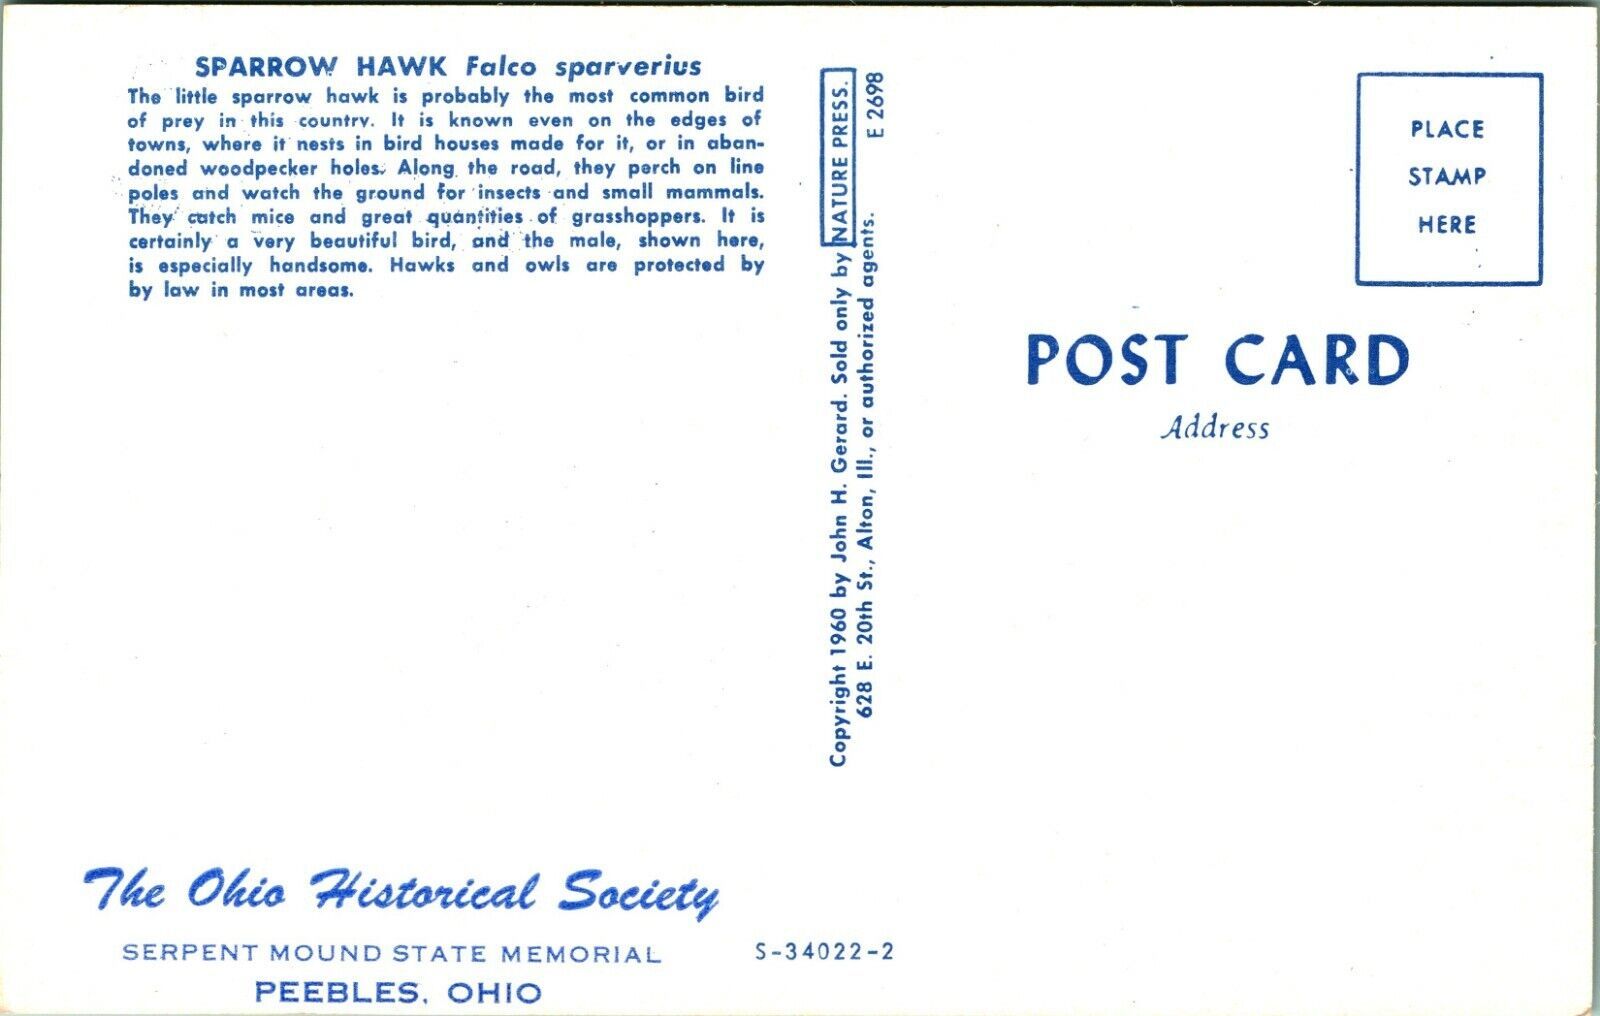 SPARROW HAWK Falco sparverius
The little sparrow hawk is probably the most common bird
of prey in this country. It is known even on the edges of
towns, where it nests in bird houses made for it, or in aban-
doned woodpecker holes. Along the road, they perch on line
poles and watch the ground for insects and small mammals.
They catch mice and great quantities of grasshoppers. It is
certainly a very beautiful bird, and the male, shown here,
is especially handsome. Hawks and owls are protected by
by law in most areas.
The Ohio Historical Society
SERPENT MOUND STATE MEMORIAL
PEEBLES, OHIO
S-34022-2
Copyright 1960 by John H. Gerard. Sold only by NATURE PRESS.
628 E. 20th St., Alton, Ill., or authorized agents. E 2698
PLACE
STAMP
HERE
POST CARD
Address